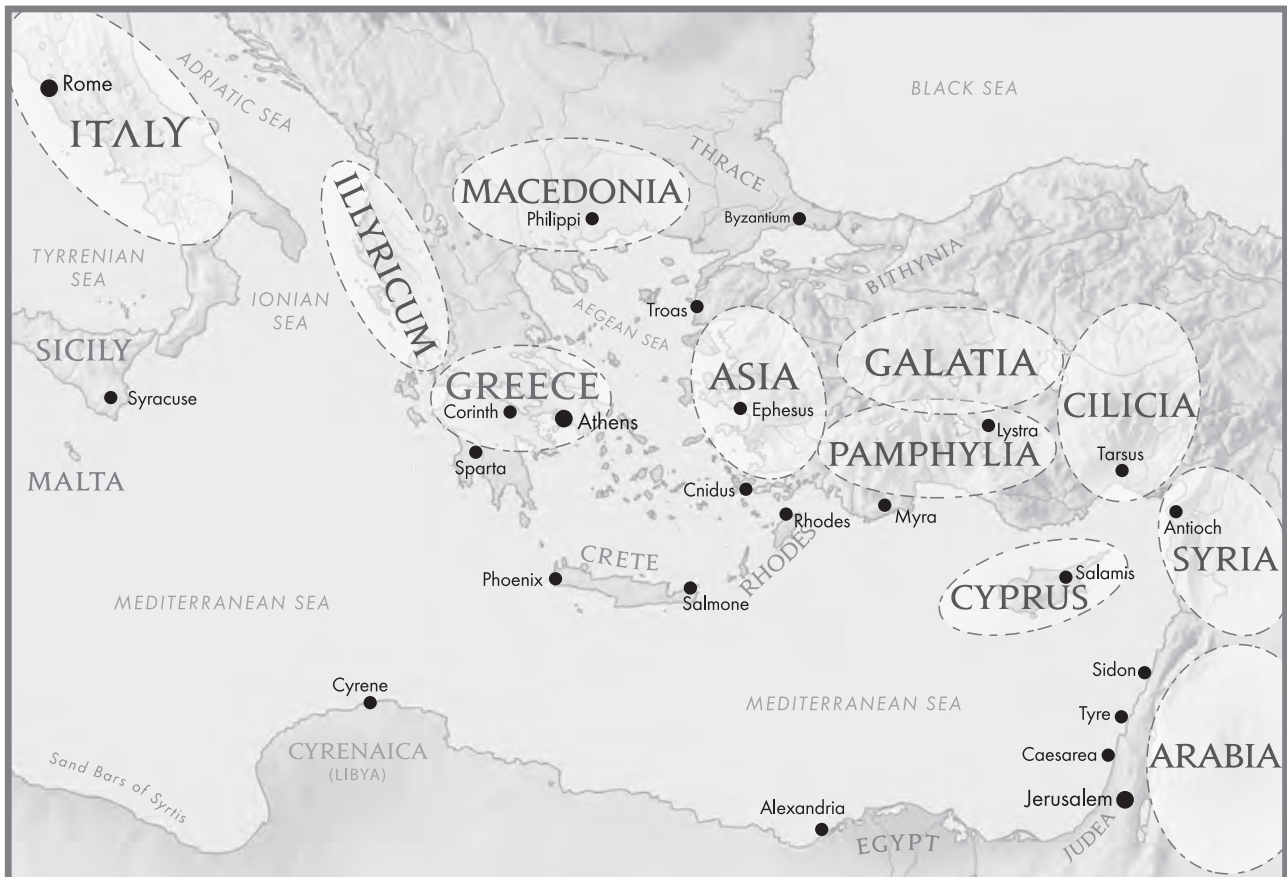 Rome
ADRIATIC SEA
BLACK SEA
ITALY
THRACE
ILLYRICUM
MACEDONIA
Philippi
Byzantium
TYRRENIAN
SEA
IONIAN
SEA
BITHYNIA
AEGEAN SEA
Troas
SICILY
Syracuse
GREECE
Corinth
Athens
ASIA
Ephesus
GALATIA
CILICIA
Lystra
PAMPHYLIA
Tarsus
Sparta
MALTA
Cnidus
Rhodes
Myra
Antioch
RHODES
CRETE
Phoenix
Salmone
SYRIA
Salamis
CYPRUS
MEDITERRANEAN SEA
Sidon
Cyrene
MEDITERRANEAN SEA
Tyre
CYRENAICA
(LIBYA)
Caesarea
ARABIA
Sand Bars of Syrtis
Jerusalem
Alexandria
EGYPT
JUDEA